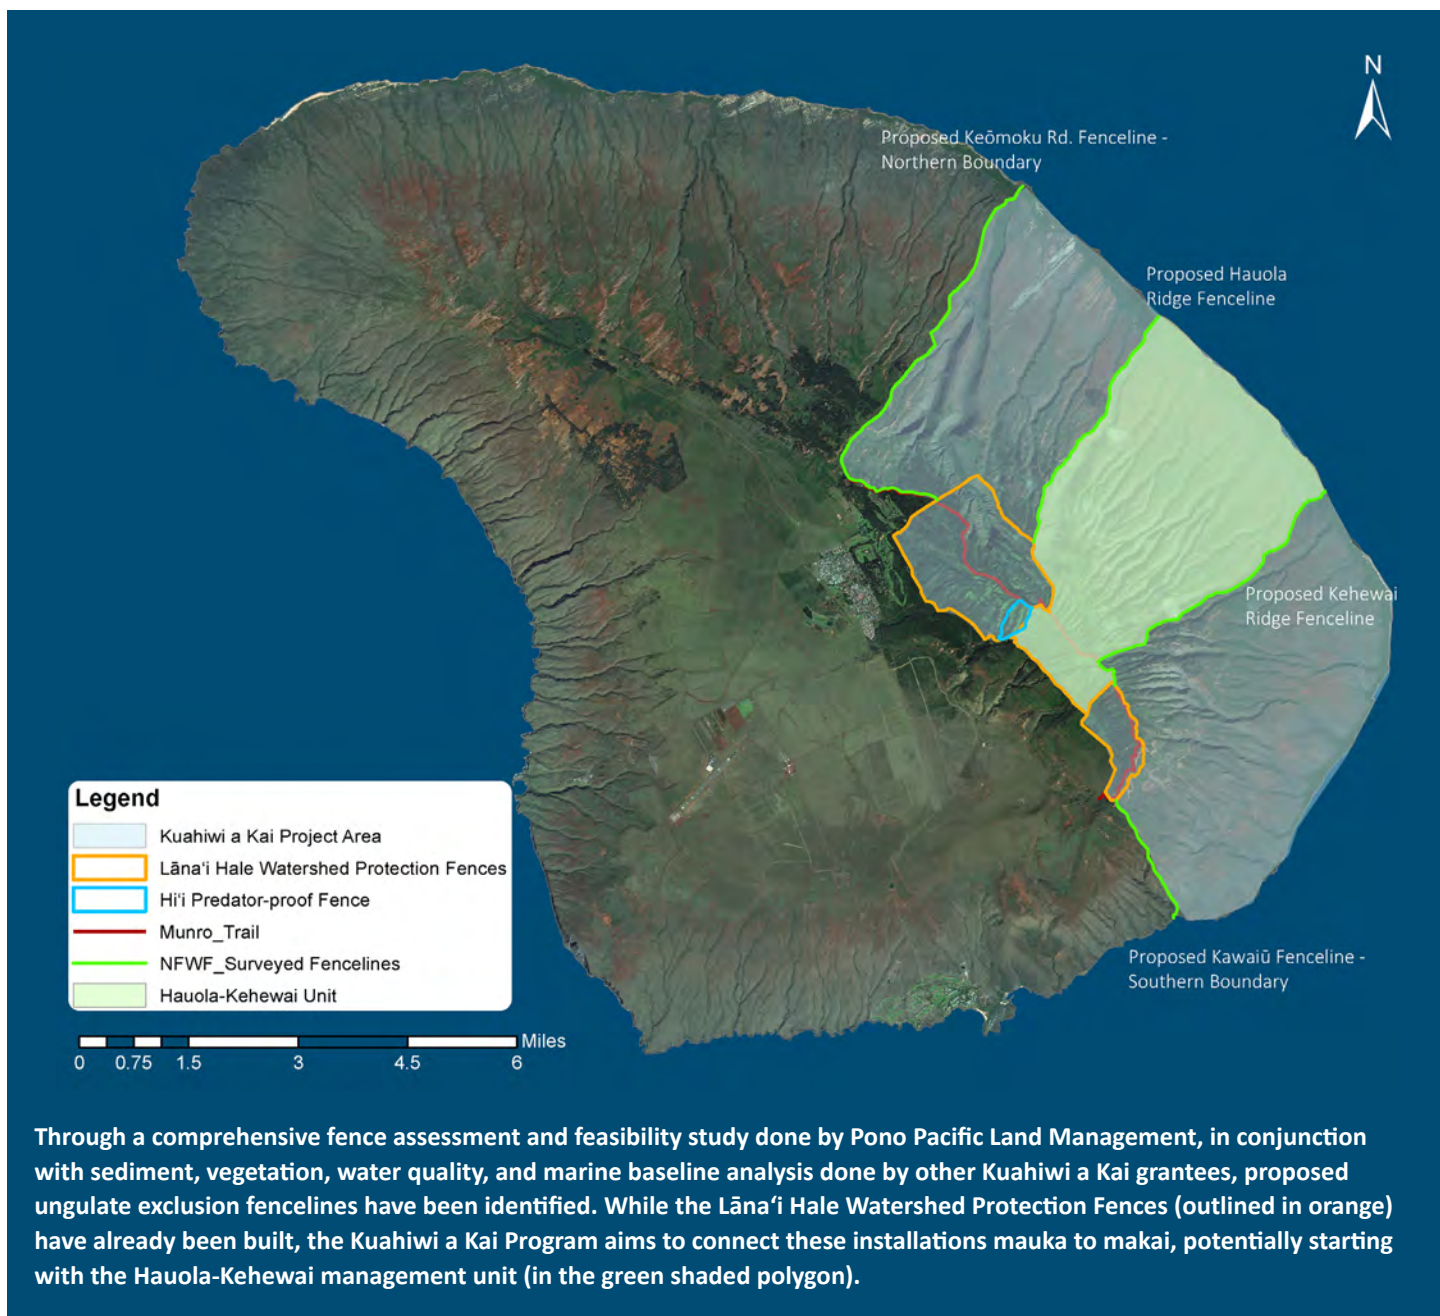 N
Proposed Keōmoku Rd. Fenceline -
Northern Boundary
Proposed Hauola
Ridge Fenceline
Proposed Kehewai
Ridge Fenceline
Proposed Kawaiū Fenceline -
Southern Boundary
Legend
Kuahiwi a Kai Project Area
Lāna‘i Hale Watershed Protection Fences
Hi‘i Predator-proof Fence
Munro_Trail
NFWF_Surveyed Fencelines
Hauola-Kehewai Unit
Miles
0 0.75 1.5 3 4.5 6
Through a comprehensive fence assessment and feasibility study done by Pono Pacific Land Management, in conjunction
with sediment, vegetation, water quality, and marine baseline analysis done by other Kuahiwi a Kai grantees, proposed
ungulate exclusion fencelines have been identified. While the Lāna‘i Hale Watershed Protection Fences (outlined in orange)
have already been built, the Kuahiwi a Kai Program aims to connect these installations mauka to makai, potentially starting
with the Hauola-Kehewai management unit (in the green shaded polygon).